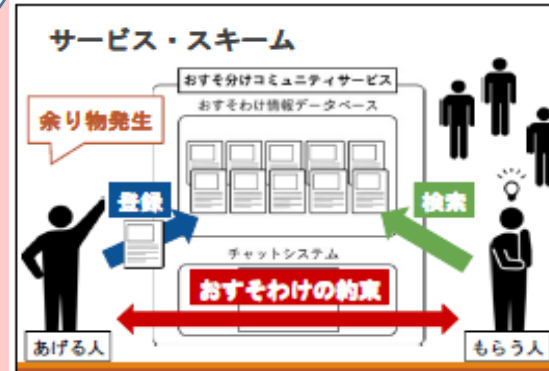 サービス・スキーム
おすそ分けコミュニティサービス
おすそわけ情報データベース
余り物発生
登録
検索
チャットシステム
おすそわけの約束
あげる人
もらう人